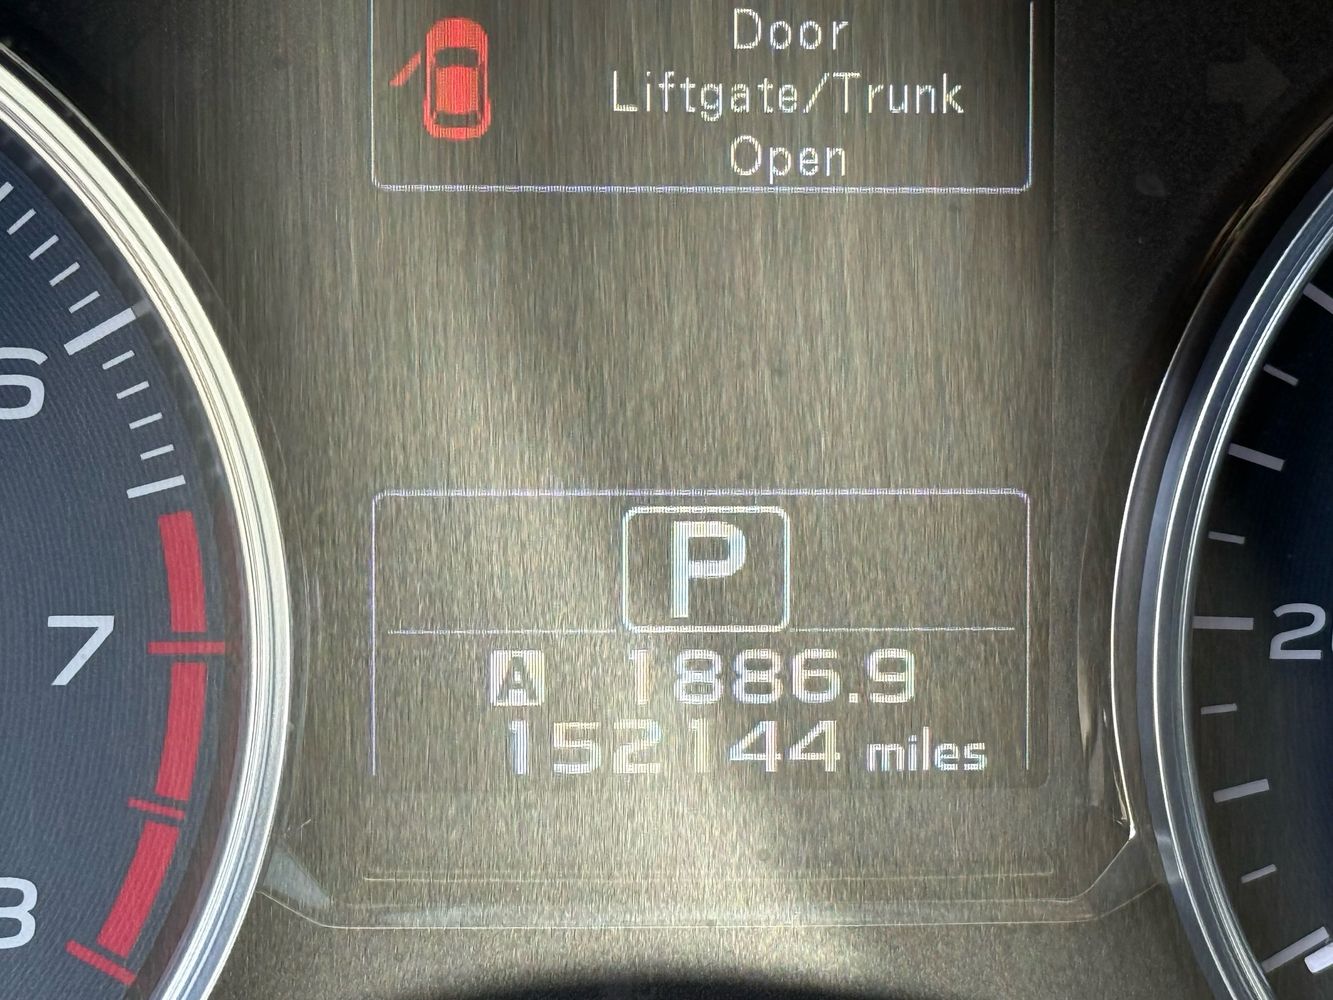 Door
Liftgate/Trunk
Open
6
7
8
P
A 1886.9
152144 miles
2